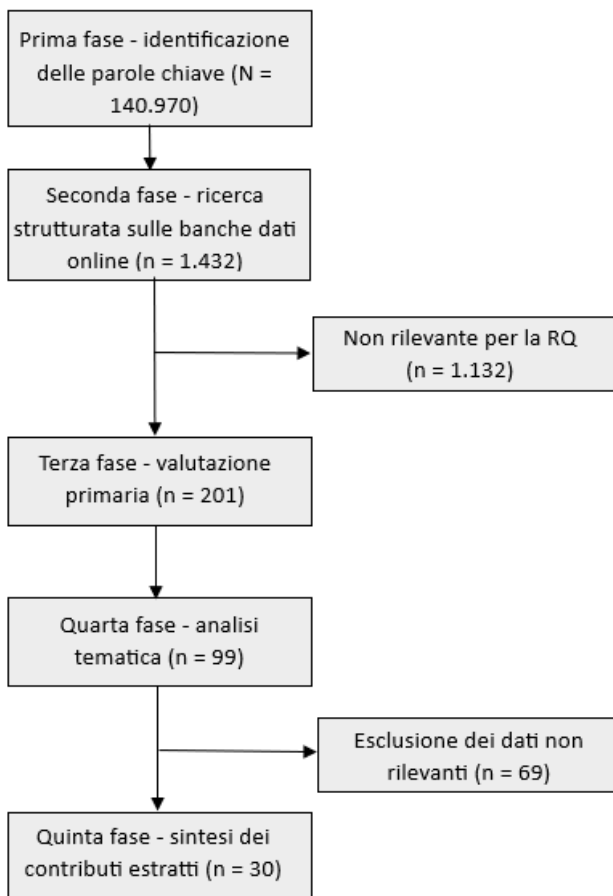 Prima fase - identificazione
delle parole chiave (N =
140.970)
Seconda fase - ricerca
strutturata sulle banche dati
online (n = 1.432)
Non rilevante per la RQ
(n = 1.132)
Terza fase - valutazione
primaria (n = 201)
Quarta fase - analisi
tematica (n = 99)
Esclusione dei dati non
rilevanti (n = 69)
Quinta fase - sintesi dei
contributi estratti (n = 30)